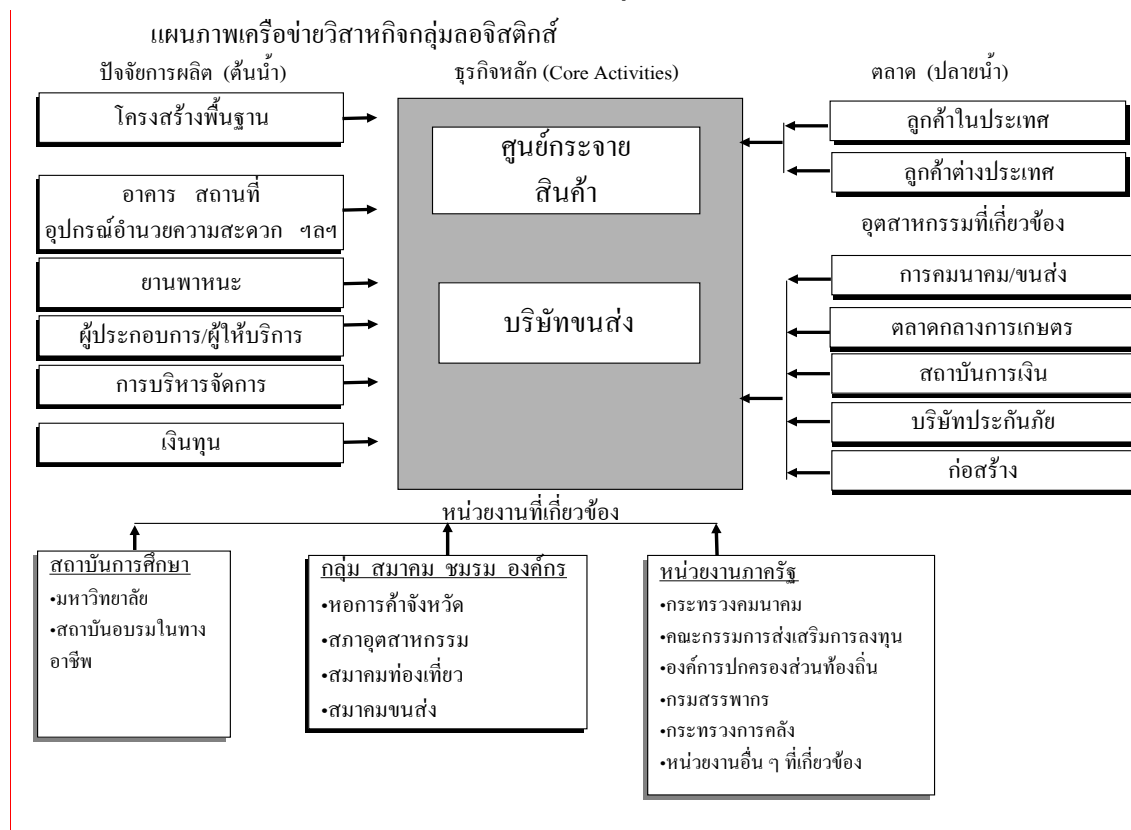 แผนภาพเครือข่ายวิสาหกิจกลุ่มลอจิสติกส์
ปัจจัยการผลิต (ต้นน้ำ)
ธุรกิจหลัก (Core Activities)
ตลาด (ปลายน้ำ)
โครงสร้างพื้นฐาน
อาคาร สถานที่
อุปกรณ์อำนวยความสะดวก ฯลฯ
ยานพาหนะ
ผู้ประกอบการ/ผู้ให้บริการ
การบริหารจัดการ
เงินทุน
ศูนย์กระจาย
สินค้า
บริษัทขนส่ง
ลูกค้าในประเทศ
ลูกค้าต่างประเทศ
อุตสาหกรรมที่เกี่ยวข้อง
การคมนาคม/ขนส่ง
ตลาดกลางการเกษตร
สถาบันการเงิน
บริษัทประกันภัย
ก่อสร้าง
หน่วยงานที่เกี่ยวข้อง
สถาบันการศึกษา
•มหาวิทยาลัย
•สถาบันอบรมในทาง
อาชีพ
กลุ่ม สมาคม ชมรม องค์กร
•หอการค้าจังหวัด
•สภาอุตสาหกรรม
•สมาคมท่องเที่ยว
•สมาคมขนส่ง
หน่วยงานภาครัฐ
•กระทรวงคมนาคม
•คณะกรรมการส่งเสริมการลงทุน
•องค์การปกครองส่วนท้องถิ่น
•กรมสรรพากร
•กระทรวงการคลัง
•หน่วยงานอื่น ๆ ที่เกี่ยวข้อง